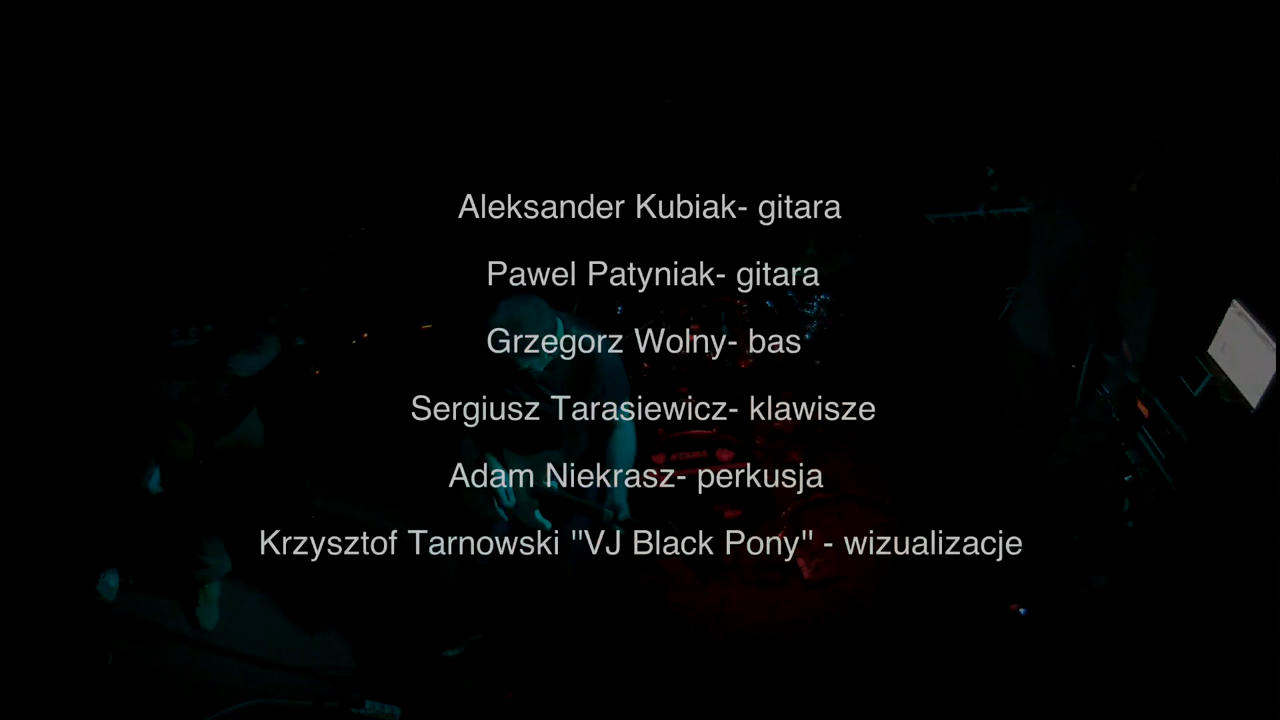 Aleksander Kubiak- gitara
Pawel Patyniak- gitara
Grzegorz Wolny- bas
Sergiusz Tarasiewicz- klawisze
Adam Niekrasz- perkusja
Krzysztof Tarnowski "VJ Black Pony" - wizualizacje